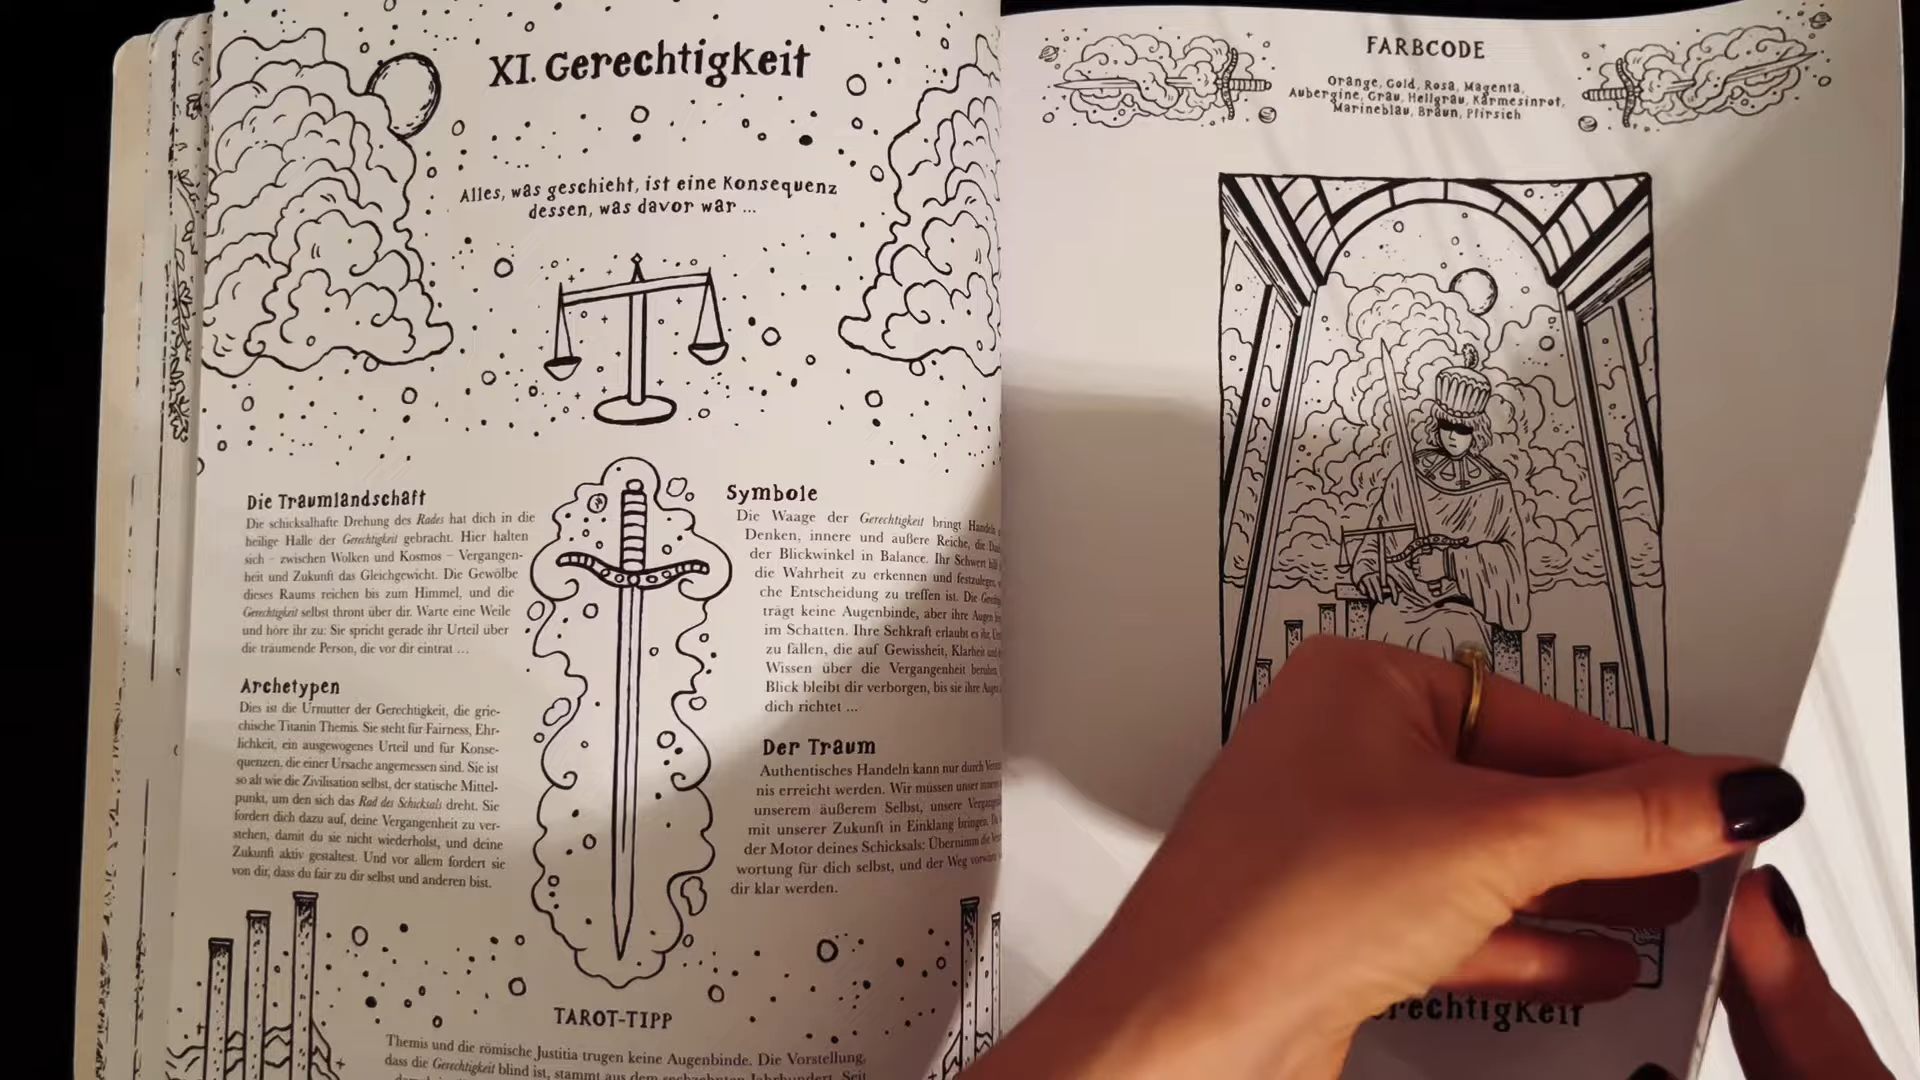 XI. Gerechtigkeit
Alles, was geschieht, ist eine Konsequenz
dessen, was davor war ...
Die Traumlandschaft
Die schicksalhafte Drehung des Rades hat dich in die
heilige Halle der Gerechtigkeit gebracht. Hier halten
sich – zwischen Wolken und Kosmos – Vergangen-
heit und Zukunft das Gleichgewicht. Die Gewölbe
dieses Raums reichen bis zum Himmel, und die
Gerechtigkeit selbst thront über dir. Warte eine Weile
und höre ihr zu: Sie spricht gerade ihr Urteil über
die träumende Person, die vor dir eintrat ...
Archetypen
Dies ist die Urmutter der Gerechtigkeit, die grie-
chische Titanin Themis. Sie steht für Fairness, Ehr-
lichkeit, ein ausgewogenes Urteil und für Konse-
quenzen, die einer Ursache angemessen sind. Sie ist
so alt wie die Zivilisation selbst, der statische Mittel-
punkt, um den sich das Rad des Schicksals dreht. Sie
fordert dich dazu auf, deine Vergangenheit zu ver-
stehen, damit du sie nicht wiederholst, und deine
Zukunft aktiv gestaltest. Und vor allem fordert sie
von dir, dass du fair zu dir selbst und anderen bist.
Symbole
Die Waage der Gerechtigkeit bringt Handeln
Denken, innere und äußere Reiche, die
der Blickwinkel in Balance. Ihr Schwert
die Wahrheit zu erkennen und festzulegen,
che Entscheidung zu treffen ist. Die
trägt keine Augenbinde, aber ihre Augen
im Schatten. Ihre Sehkraft erlaubt es ihr,
zu fällen, die auf Gewissheit, Klarheit und
Wissen über die Vergangenheit
Blick bleibt dir verborgen, bis sie ihre
dich richtet ...
Der Traum
Authentisches Handeln kann nur durch
nis erreicht werden. Wir müssen unser
unserem äußerem Selbst, unsere
mit unserer Zukunft in Einklang bringen.
der Motor deines Schicksals: Übernimm die
wortung für dich selbst, und der Weg
dir klar werden.
TAROT-TIPP
Themis und die römische Justitia trugen keine Augenbinde. Die Vorstellung,
dass die Gerechtigkeit blind ist, stammt aus dem sechzehnten Jahrhundert. Seit
FARBCODE
Orange, Gold, Rosa, Magenta,
Aubergine, Grau, Hellgrau, Karmesinrot,
Marineblau, Braun, Pfirsich
erechtigkeit